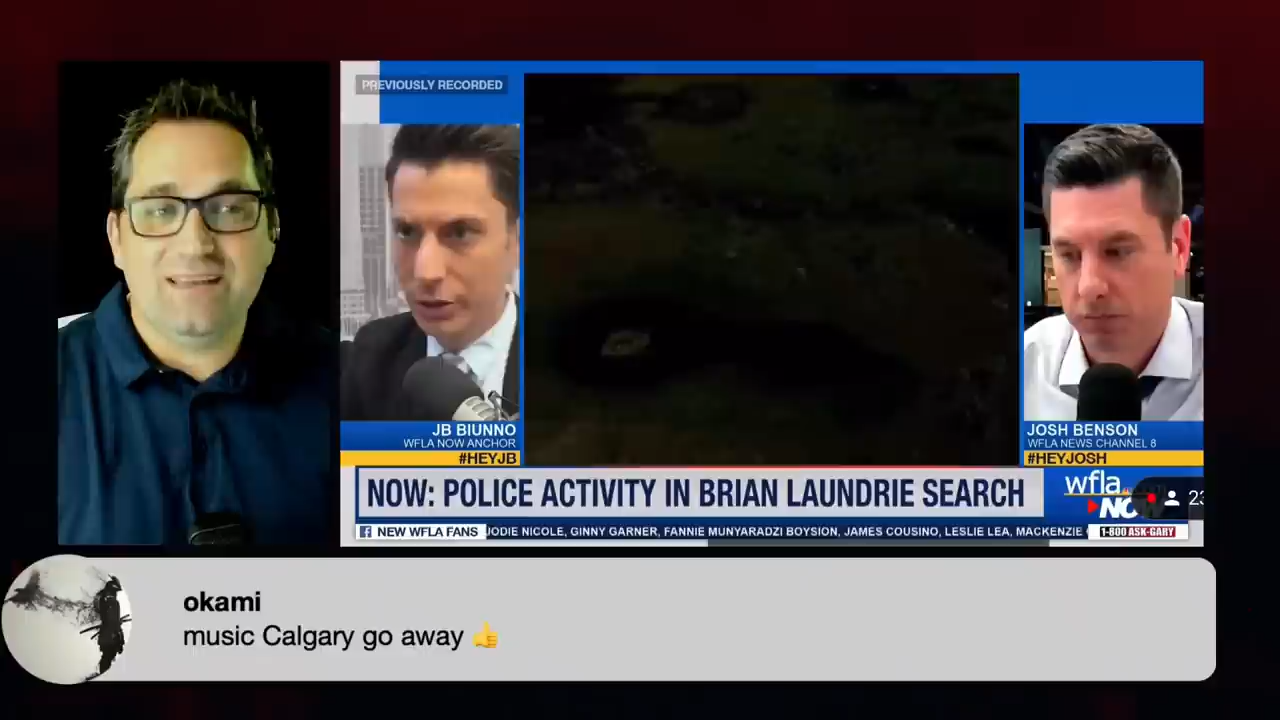 PREVIOUSLY RECORDED
JB BIUNNO
WFLA NOW ANCHOR
#HEYJB
JOSH BENSON
WFLA NEWS CHANNEL 8
#HEYJOSH
NOW: POLICE ACTIVITY IN BRIAN LAUNDRIE SEARCH
wfla
NOW
23
NEW WFLA FANS
JODIE NICOLE, GINNY GARNER, FANNIE MUNYARADZI BOYSION, JAMES COUSINO, LESLIE LEA, MACKENZIE
1-800 ASK-GARY
okami
music Calgary go away 👍